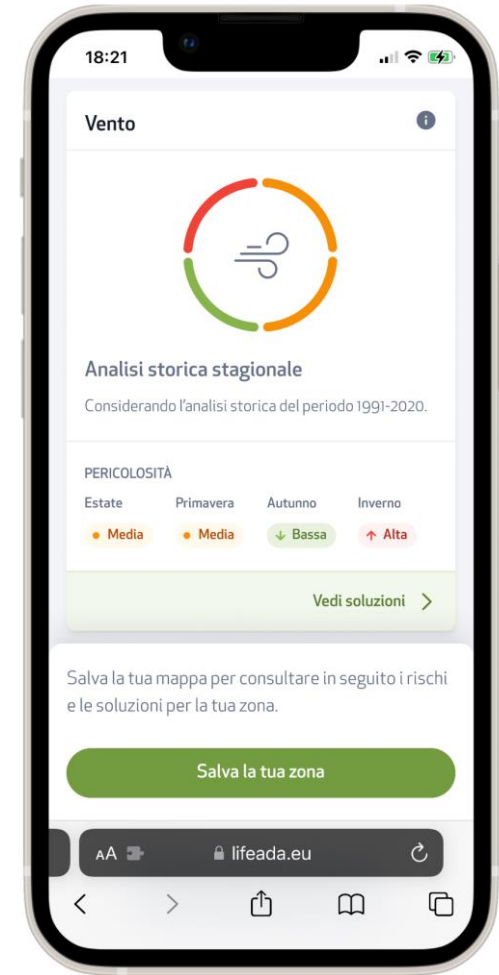 18:21
Vento
Analisi storica stagionale
Considerando l'analisi storica del periodo 1991-2020.
PERICOLOSITÀ
Estate Primavera Autunno Inverno
Media Media Bassa Alta
Vedi soluzioni
Salva la tua mappa per consultare in seguito i rischi
e le soluzioni per la tua zona.
Salva la tua zona
AA lifeada.eu